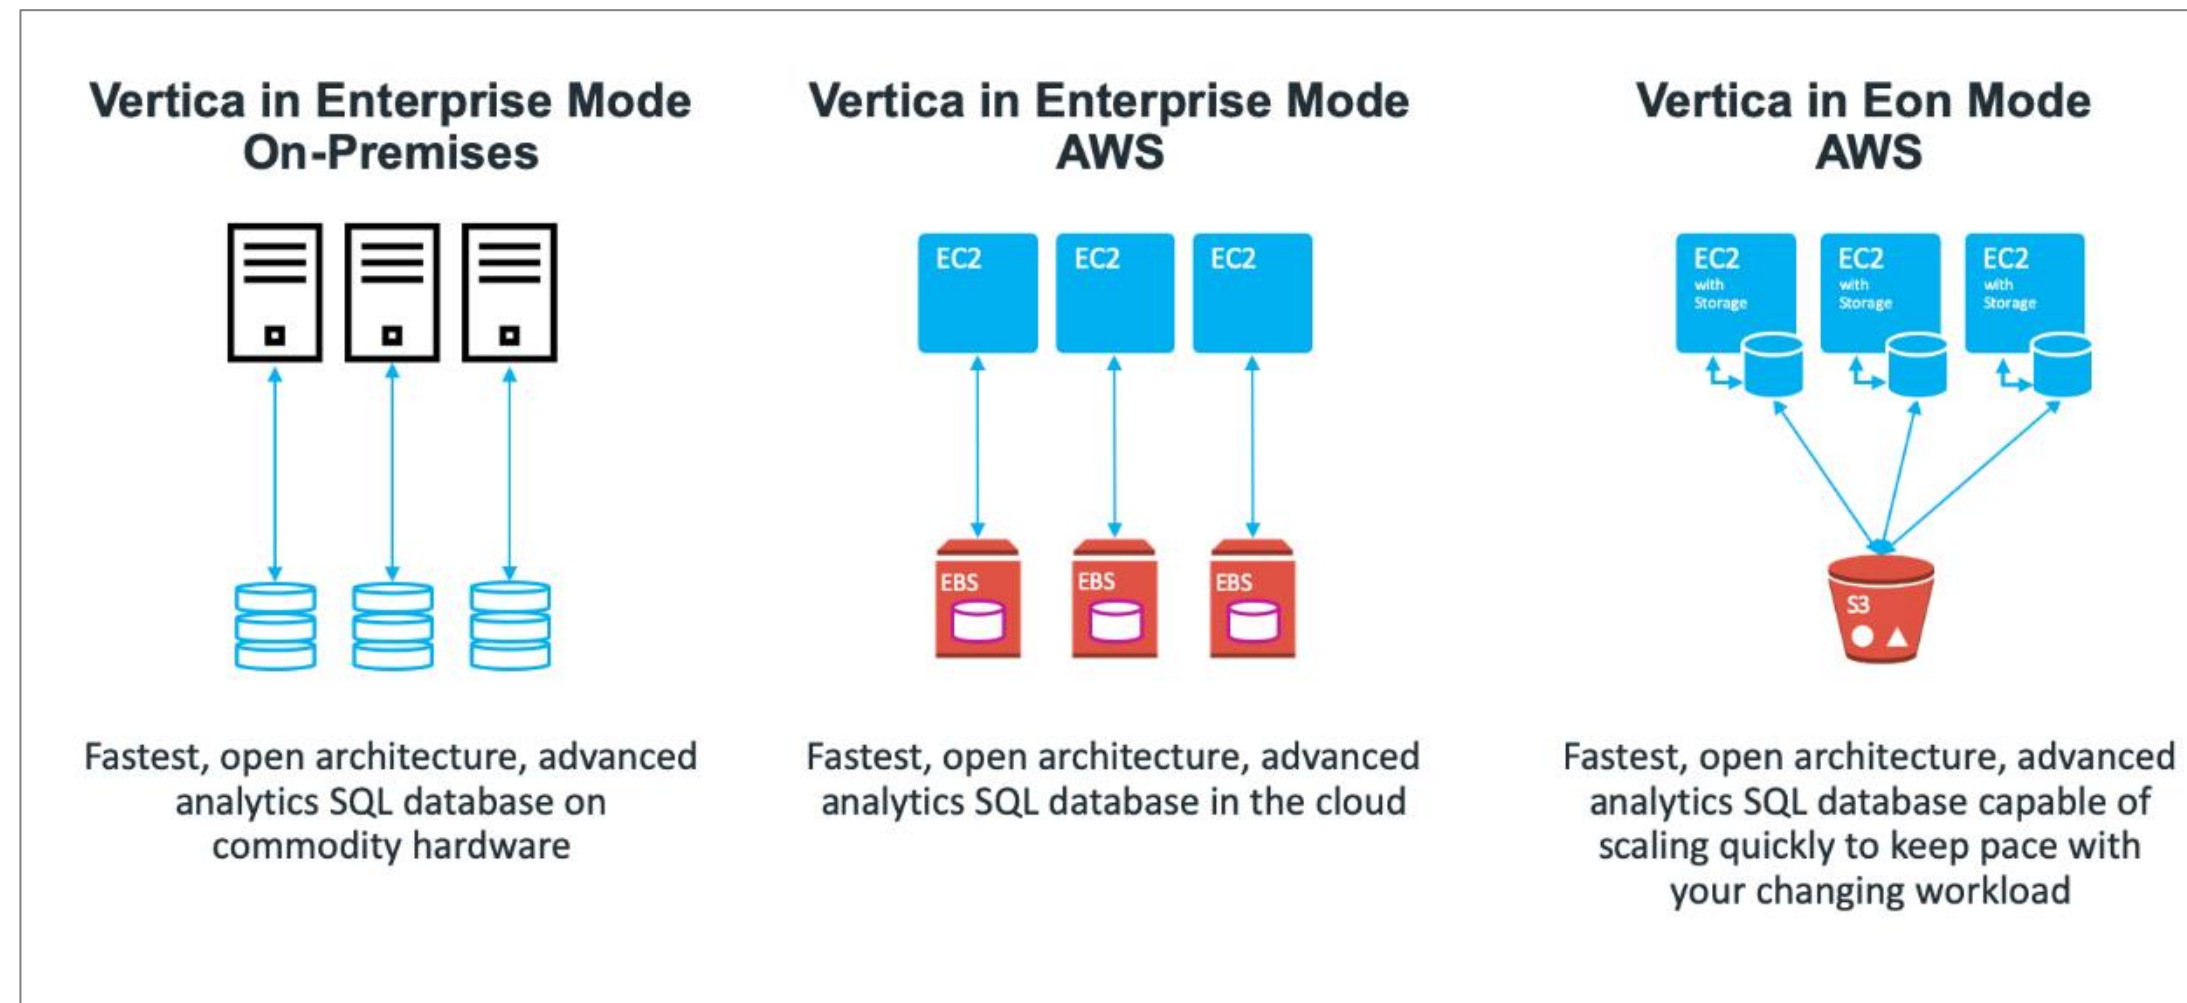 Vertica in Enterprise Mode
On-Premises
Fastest, open architecture, advanced
analytics SQL database on
commodity hardware
Vertica in Enterprise Mode
AWS
EC2
EC2
EC2
EBS
EBS
EBS
Fastest, open architecture, advanced
analytics SQL database in the cloud
Vertica in Eon Mode
AWS
EC2
with
Storage
EC2
with
Storage
EC2
with
Storage
S3
Fastest, open architecture, advanced
analytics SQL database capable of
scaling quickly to keep pace with
your changing workload